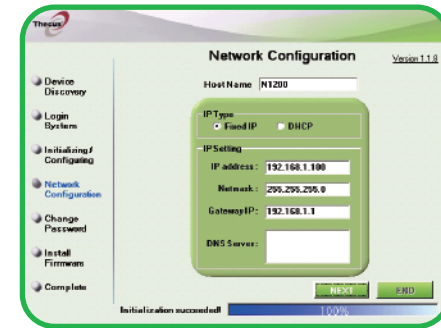 Thecus
Network Configuration
Version 1.1.8
Device
Discovery
Login
System
Initializing/
Configuring
Network
Configuration
Change
Password
Install
Firmware
Complete
Host Name N1200
IP Type
Fixed IP DHCP
IP Setting
IP address: 192.168.1.100
Netmask: 255.255.255.0
Gateway IP: 192.168.1.1
DNS Server:
NEXT END
Initialization succeeded! 100%